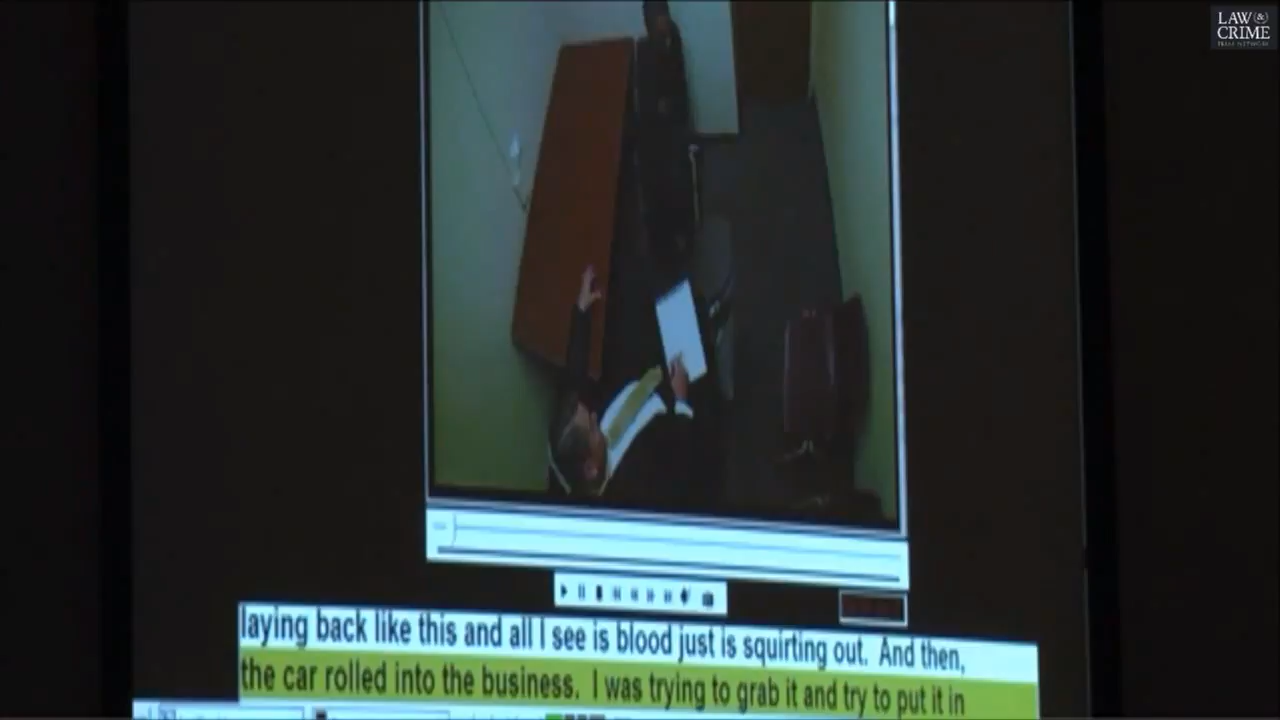 LAW &
CRIME
laying back like this and all I see is blood just is squirting out. And then,
the car rolled into the business. I was trying to grab it and try to put it in